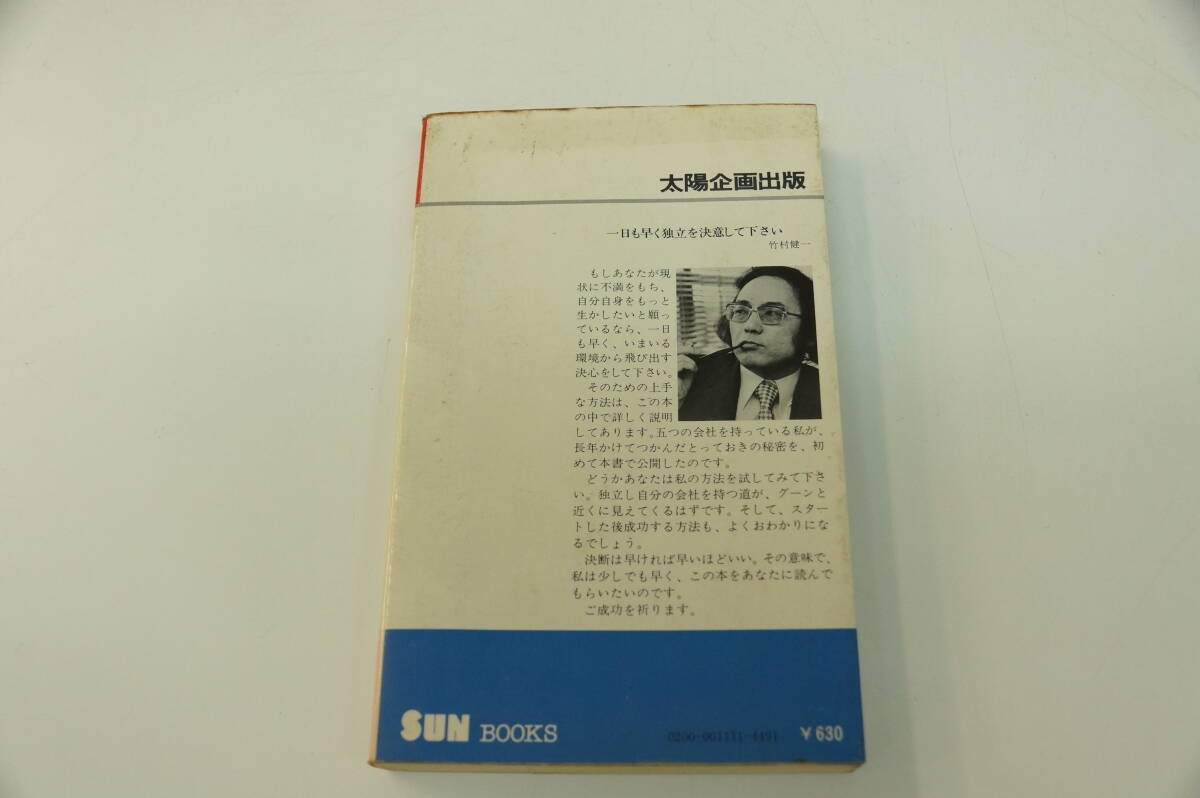 太陽企画出版
一日も早く独立を決意して下さい
竹村健一
もしあなたが現
状に不満をもち、
自分自身をもっと
生かしたいと願っ
ているなら、一日
も早く、いまいる
環境から飛び出す
決心をして下さい。
そのための上手
な方法は、この本
の中で詳しく説明
してあります。五つの会社を持っている私が、
長年かけてつかんだとっておきの秘密を、初
めて本書で公開したのです。
どうかあなたは私の方法を試してみて下さ
い。独立し自分の会社を持つ道が、グーンと
近くに見えてくるはずです。そして、スター
トした後成功する方法も、よくおわかりにな
るでしょう。
決断は早ければ早いほどいい。その意味で、
私は少しでも早く、この本をあなたに読んで
もらいたいのです。
ご成功を祈ります。
SUN BOOKS
0200-901111-4491
¥630